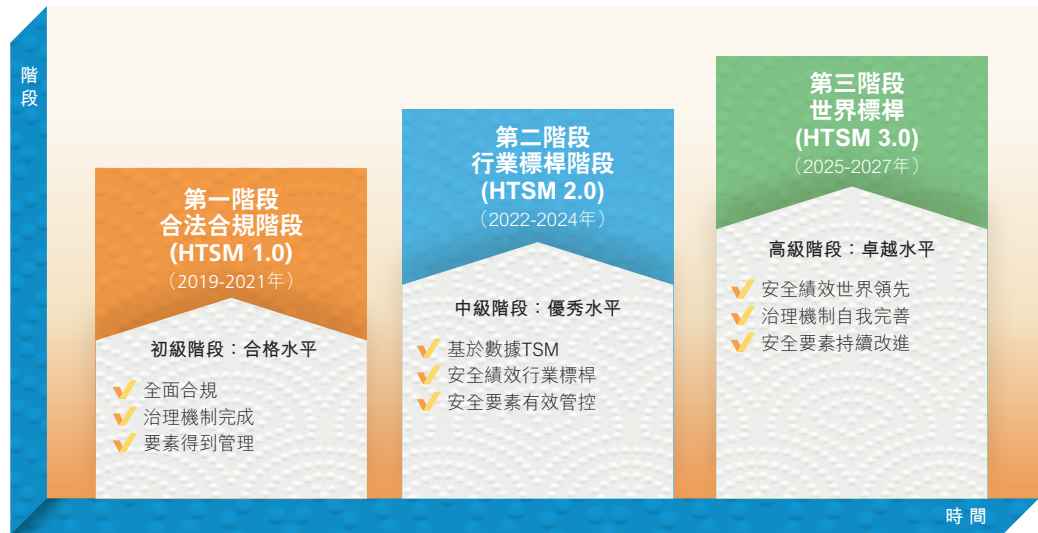 階段
第一階段
合法合規階段
(HTSM 1.0)
（2019-2021年）
初級階段：合格水平
全面合規
治理機制完成
要素得到管理
第二階段
行業標桿階段
(HTSM 2.0)
（2022-2024年）
中級階段：優秀水平
基於數據TSM
安全績效行業標桿
安全要素有效管控
第三階段
世界標桿
(HTSM 3.0)
（2025-2027年）
高級階段：卓越水平
安全績效世界領先
治理機制自我完善
安全要素持續改進
時間